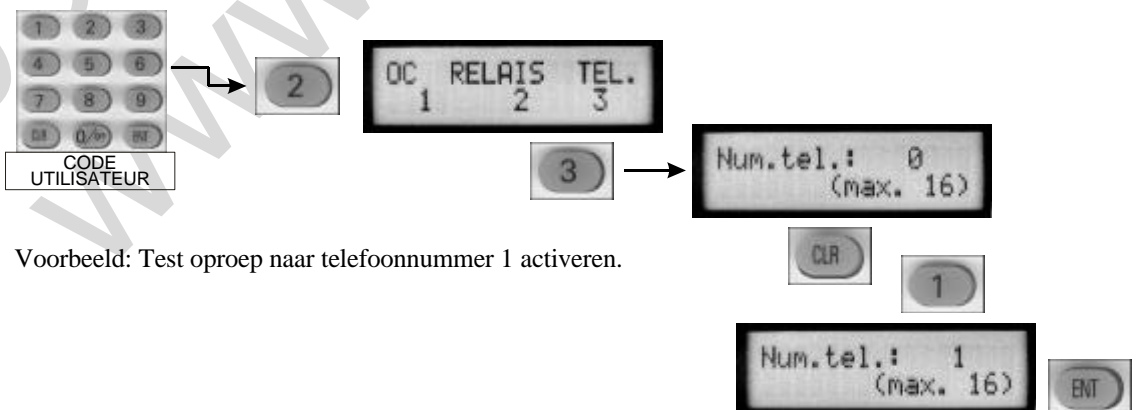 1 2 3
4 5 6
7 8 9
CLR 0/ ENT
CODE
UTILISATEUR
2
OC RELAIS TEL.
1 2 3
3
Num.tel.: 0
(max. 16)
Voorbeeld: Test oproep naar telefoonnummer 1 activeren.
CLR
1
Num.tel.: 1
(max. 16)
ENT